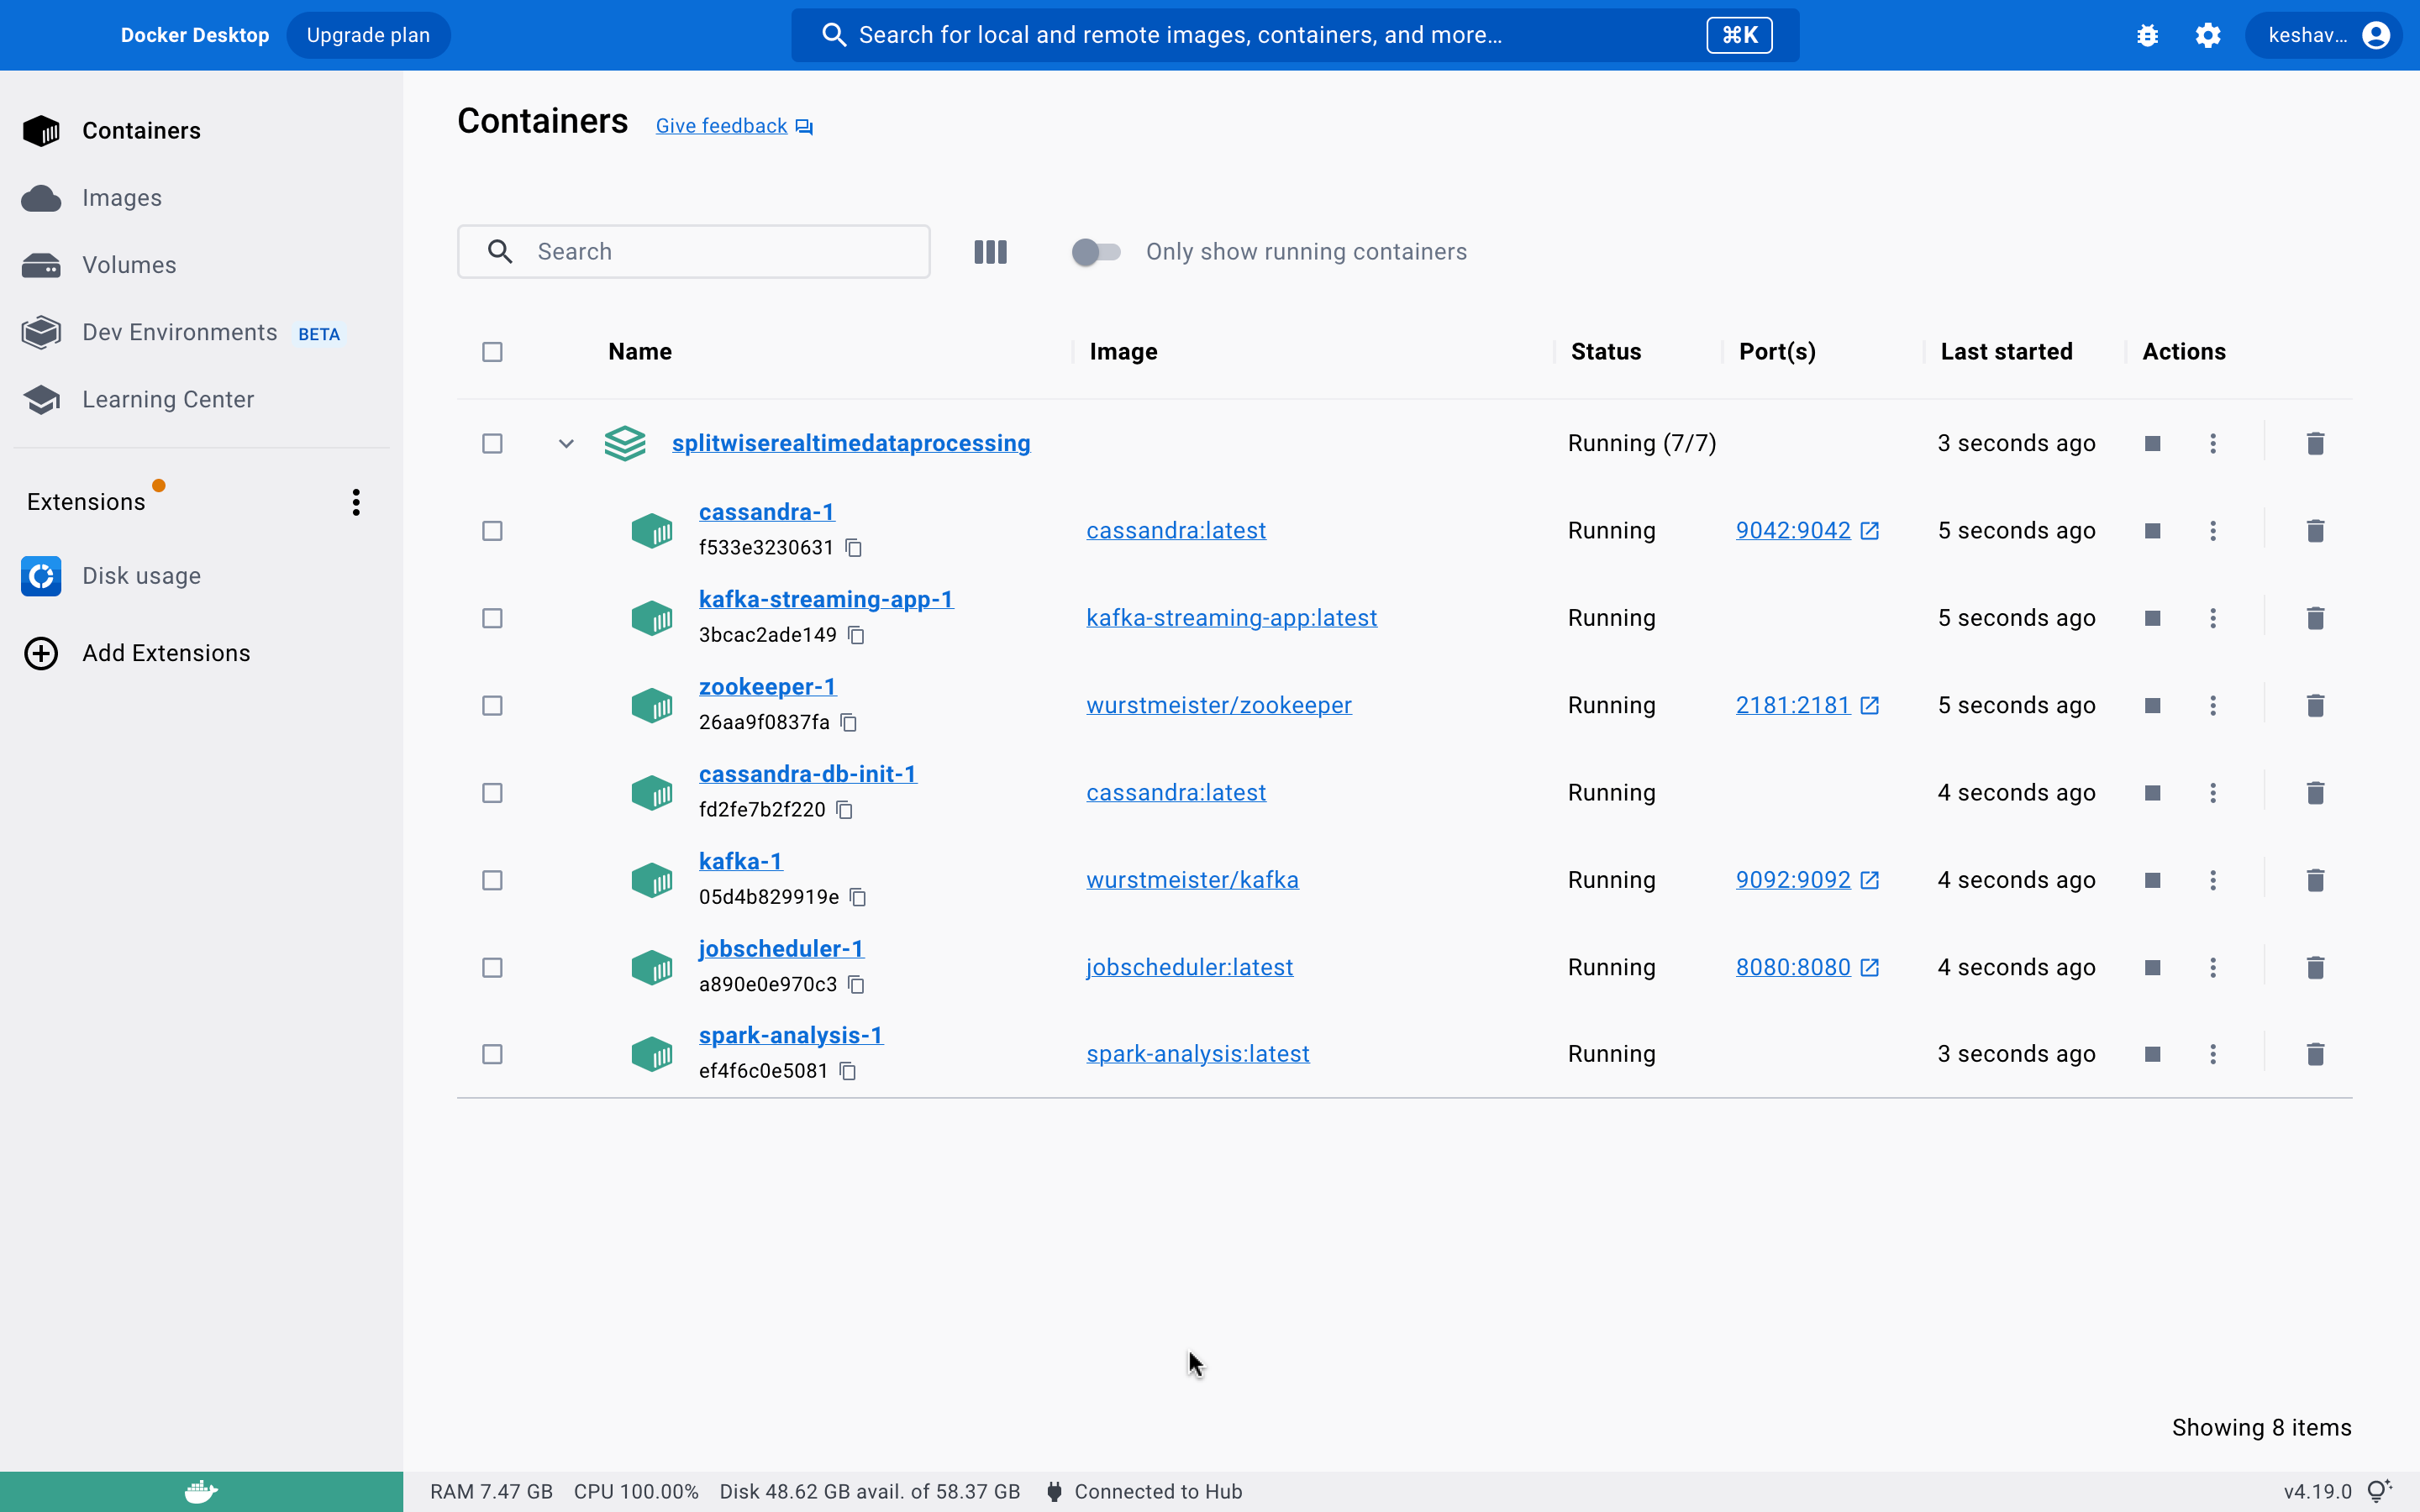 Docker Desktop Upgrade plan Search for local and remote images, containers, and more... ⌘K keshav...
Containers
Images
Volumes
Dev Environments BETA
Learning Center
Extensions
Disk usage
Add Extensions
Containers Give feedback
Search Only show running containers
Name Image Status Port(s) Last started Actions
splitwiserealtimedataprocessing Running (7/7) 3 seconds ago
cassandra-1
f533e3230631 cassandra:latest Running 9042:9042 5 seconds ago
kafka-streaming-app-1
3bcac2ade149 kafka-streaming-app:latest Running 5 seconds ago
zookeeper-1
26aa9f0837fa wurstmeister/zookeeper Running 2181:2181 5 seconds ago
cassandra-db-init-1
fd2fe7b2f220 cassandra:latest Running 4 seconds ago
kafka-1
05d4b829919e wurstmeister/kafka Running 9092:9092 4 seconds ago
jobscheduler-1
a890e0e970c3 jobscheduler:latest Running 8080:8080 4 seconds ago
spark-analysis-1
ef4f6c0e5081 spark-analysis:latest Running 3 seconds ago
Showing 8 items
RAM 7.47 GB CPU 100.00% Disk 48.62 GB avail. of 58.37 GB Connected to Hub v4.19.0